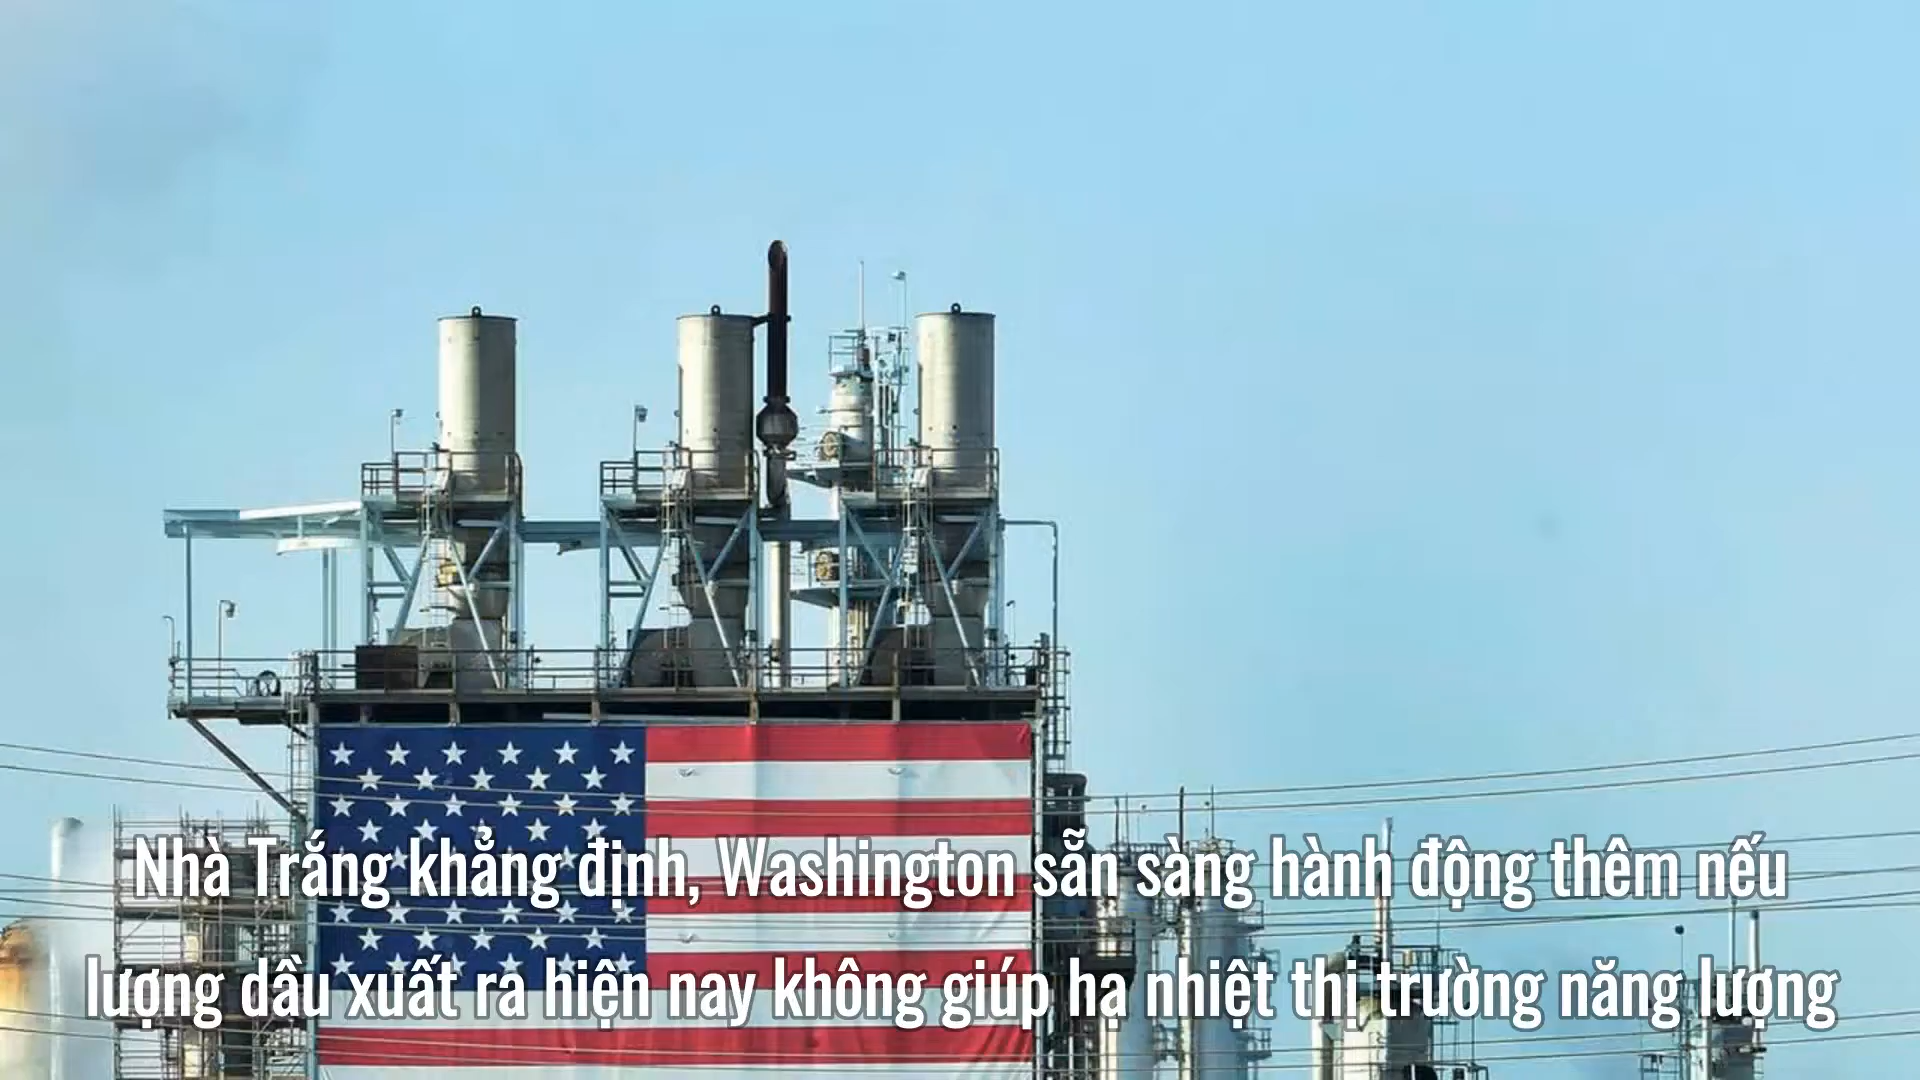 Nhà Trắng khẳng định, Washington sẵn sàng hành động thêm nếu
lượng dầu xuất ra hiện nay không giúp hạ nhiệt thị trường năng lượng